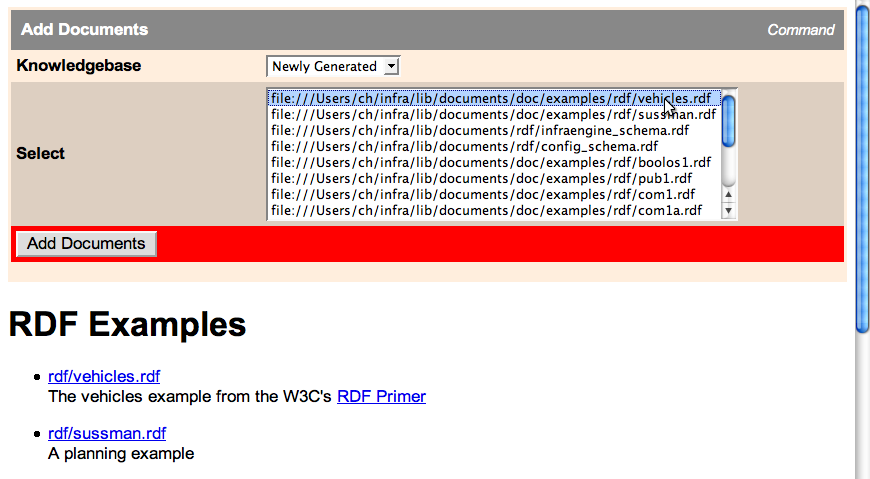 Add Documents Command
Knowledgebase Newly Generated
file:///Users/ch/infra/lib/documents/doc/examples/rdf/vehicles.rdf
file:///Users/ch/infra/lib/documents/doc/examples/rdf/sussman.rdf
file:///Users/ch/infra/lib/documents/rdf/infraengine_schema.rdf
file:///Users/ch/infra/lib/documents/rdf/config_schema.rdf
Select
file:///Users/ch/infra/lib/documents/doc/examples/rdf/boolos1.rdf
file:///Users/ch/infra/lib/documents/doc/examples/rdf/pub1.rdf
file:///Users/ch/infra/lib/documents/doc/examples/rdf/com1.rdf
file:///Users/ch/infra/lib/documents/doc/examples/rdf/com1a.rdf
Add Documents
RDF Examples
rdf/vehicles.rdf
The vehicles example from the W3C's RDF Primer
rdf/sussman.rdf
A planning example